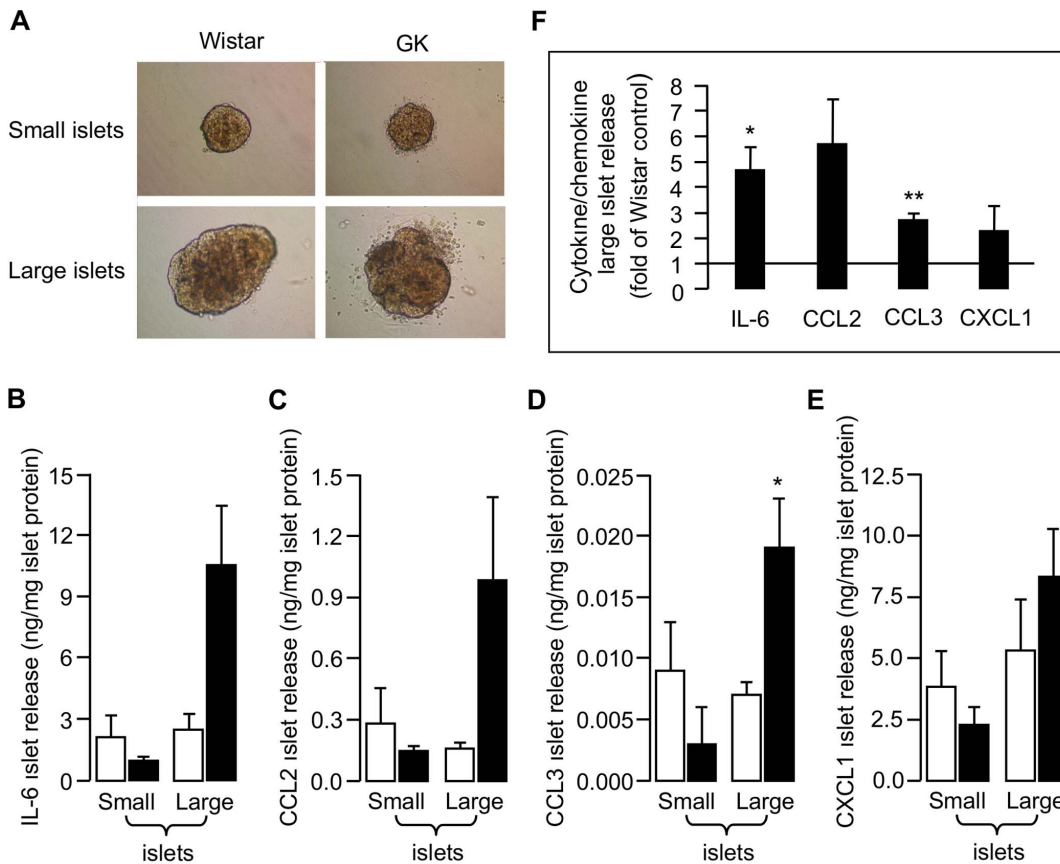 A
Wistar
GK
Small islets
Large islets
F
Cytokine/chemokiine
large islet release
(fold of Wistar control)
8
7
6
5
4
3
2
1
0
*
**
IL-6
CCL2
CCL3
CXCL1
B
IL-6 islet release (ng/mg islet protein)
15
12
9
6
3
0
Small
Large
islets
C
CCL2 islet release (ng/mg islet protein)
1.5
1.2
0.9
0.6
0.3
0.0
Small
Large
islets
D
CCL3 islet release (ng/mg islet protein)
0.025
0.020
0.015
0.010
0.005
0.000
*
Small
Large
islets
E
CXCL1 islet release (ng/mg islet protein)
12.5
10.0
7.5
5.0
2.5
0.0
Small
Large
islets